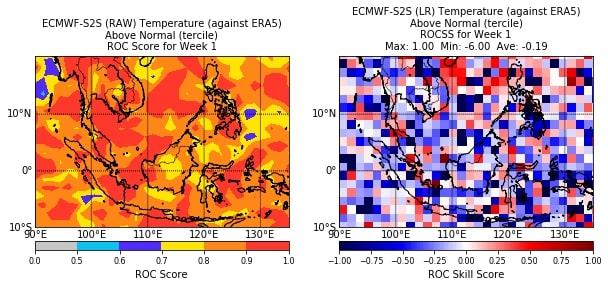 ECMWF-S2S (RAW) Temperature (against ERA5)
Above Normal (tercile)
ROC Score for Week 1
10°N
0°
10°S
90°E 100°E 110°E 120°E 130°E
0.0 0.5 0.6 0.7 0.8 0.9 1.0
ROC Score
ECMWF-S2S (LR) Temperature (against ERA5)
Above Normal (tercile)
ROCSS for Week 1
Max: 1.00 Min: -6.00 Ave: -0.19
10°N
0°
10°S
90°E 100°E 110°E 120°E 130°E
−1.00 −0.75 −0.50 −0.25 0.00 0.25 0.50 0.75 1.00
ROC Skill Score